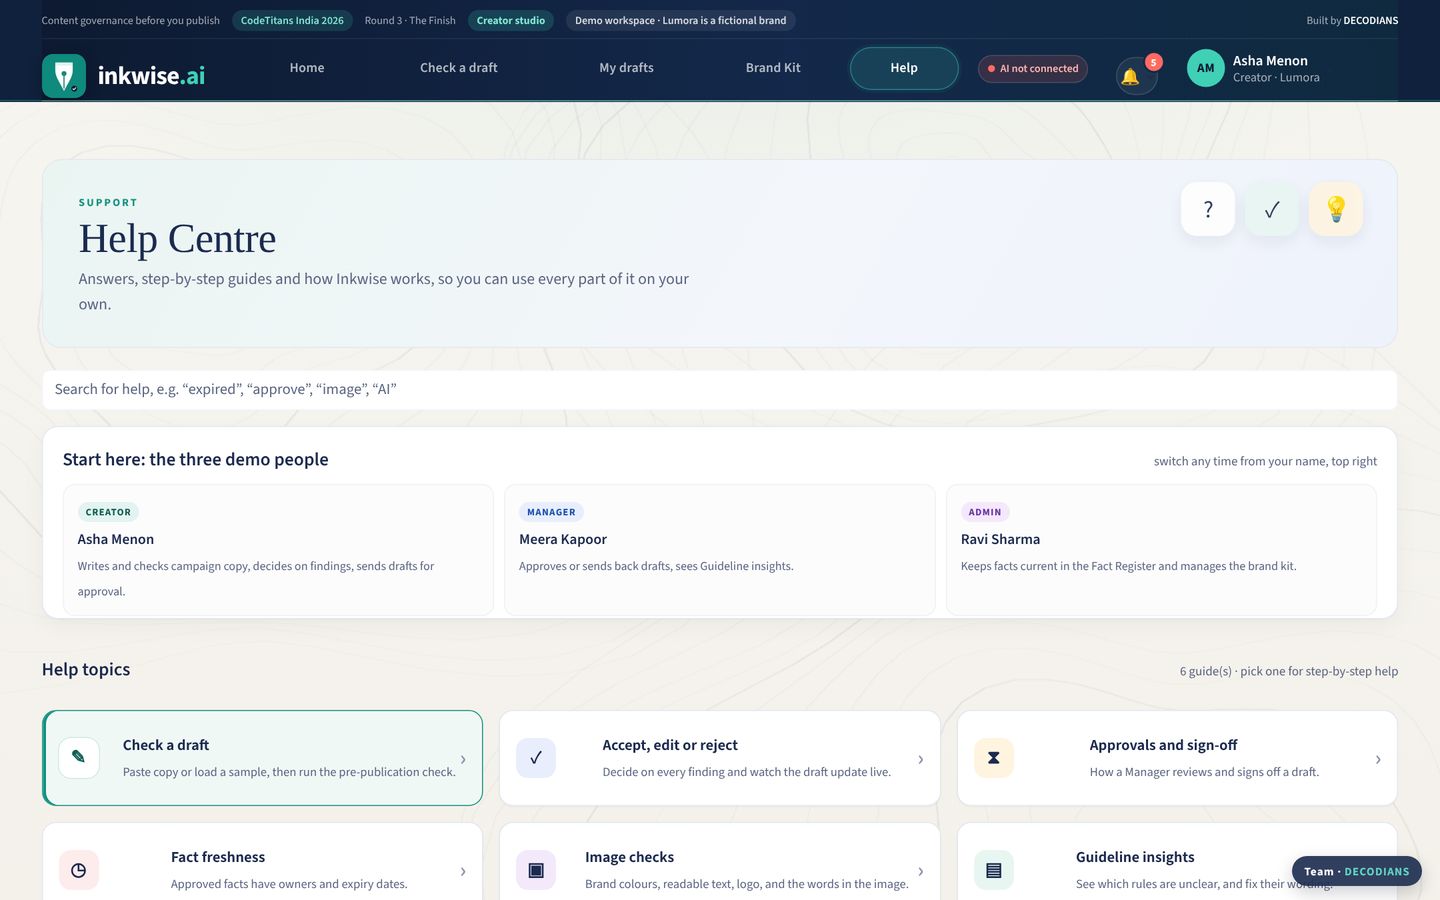 Content governance before you publish
CodeTitans India 2026
Round 3 · The Finish
Creator studio
Demo workspace · Lumora is a fictional brand
Built by DECODIANS
inkwise.ai
Home
Check a draft
My drafts
Brand Kit
Help
AI not connected
5
AM
Asha Menon
Creator · Lumora
SUPPORT
Help Centre
Answers, step-by-step guides and how Inkwise works, so you can use every part of it on your
own.
?
Search for help, e.g. “expired”, “approve”, “image”, “AI”
Start here: the three demo people
switch any time from your name, top right
CREATOR
Asha Menon
Writes and checks campaign copy, decides on findings, sends drafts for
approval.
MANAGER
Meera Kapoor
Approves or sends back drafts, sees Guideline insights.
ADMIN
Ravi Sharma
Keeps facts current in the Fact Register and manages the brand kit.
Help topics
6 guide(s) · pick one for step-by-step help
Check a draft
Paste copy or load a sample, then run the pre-publication check.
Accept, edit or reject
Decide on every finding and watch the draft update live.
Approvals and sign-off
How a Manager reviews and signs off a draft.
Fact freshness
Approved facts have owners and expiry dates.
Image checks
Brand colours, readable text, logo, and the words in the image.
Guideline insights
See which rules are unclear, and fix their wording.
Team · DECODIANS